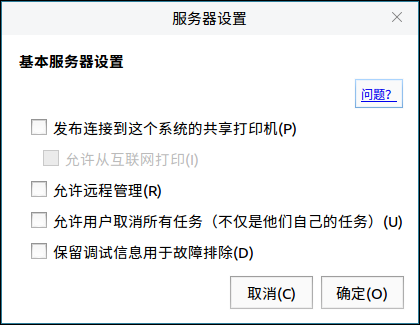 服务器设置
基本服务器设置
问题？
发布连接到这个系统的共享打印机(P)
允许从互联网打印(I)
允许远程管理(R)
允许用户取消所有任务（不仅是他们自己的任务）(U)
保留调试信息用于故障排除(D)
取消(C) 确定(O)